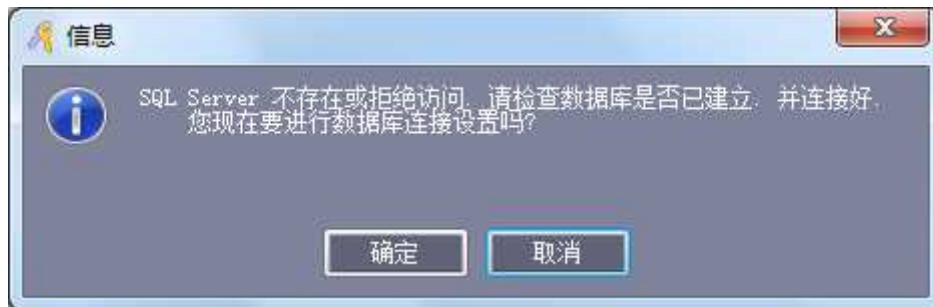 信息
SQL Server 不存在或拒绝访问. 请检查数据库是否已建立. 并连接好.
您现在要进行数据库连接设置吗?
确定
取消